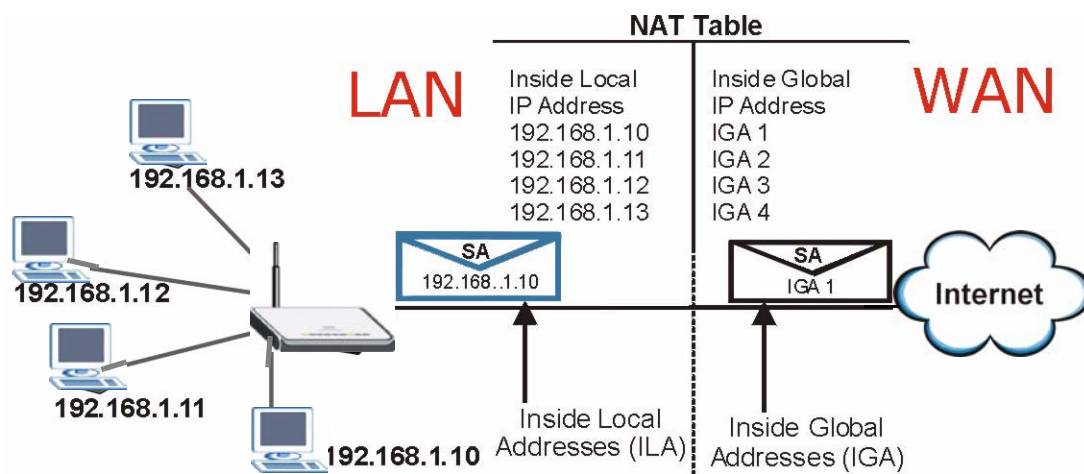 NAT Table
LAN
WAN
Inside Local
IP Address
192.168.1.10
192.168.1.11
192.168.1.12
192.168.1.13
Inside Global
IP Address
IGA 1
IGA 2
IGA 3
IGA 4
192.168.1.13
192.168.1.12
192.168.1.11
192.168.1.10
SA
192.168..1.10
SA
IGA 1
Internet
Inside Local
Addresses (ILA)
Inside Global
Addresses (IGA)